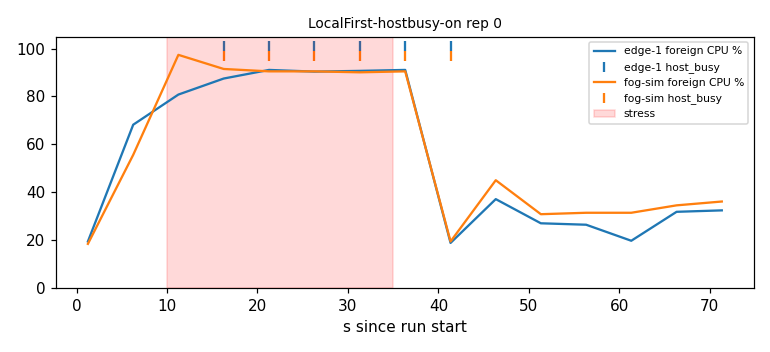 LocalFirst-hostbusy-on rep 0
100
80
60
40
20
0
edge-1 foreign CPU %
edge-1 host_busy
fog-sim foreign CPU %
fog-sim host_busy
stress
0 10 20 30 40 50 60 70
s since run start